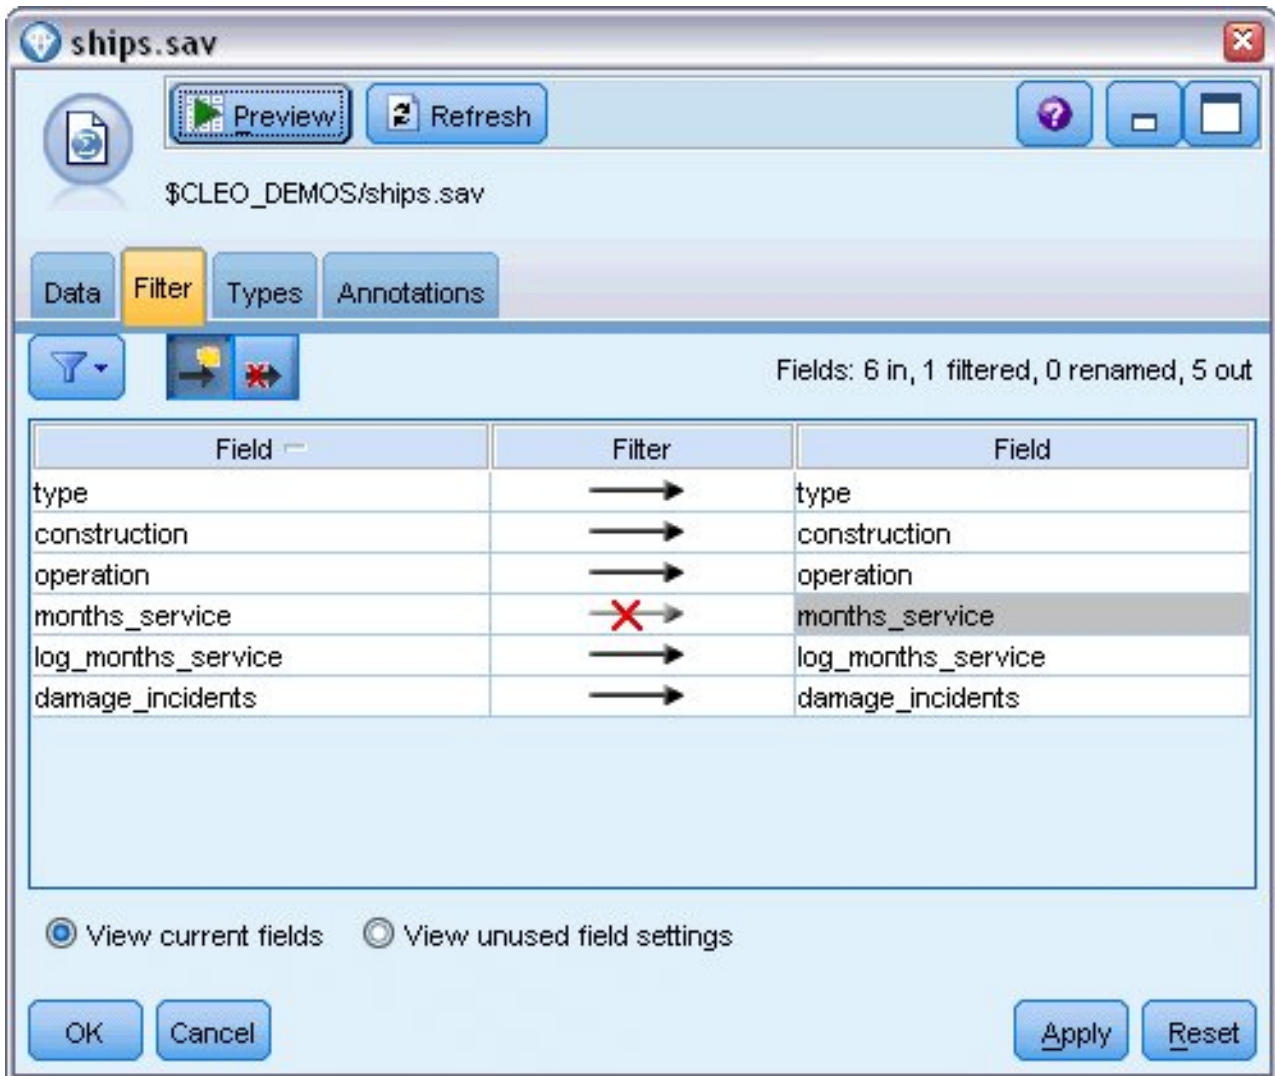 ships.sav
Preview Refresh
$CLEO_DEMOS/ships.sav
Data Filter Types Annotations
Fields: 6 in, 1 filtered, 0 renamed, 5 out
Field Filter Field
type type
construction construction
operation operation
months_service months_service
log_months_service log_months_service
damage_incidents damage_incidents
View current fields View unused field settings
OK Cancel Apply Reset